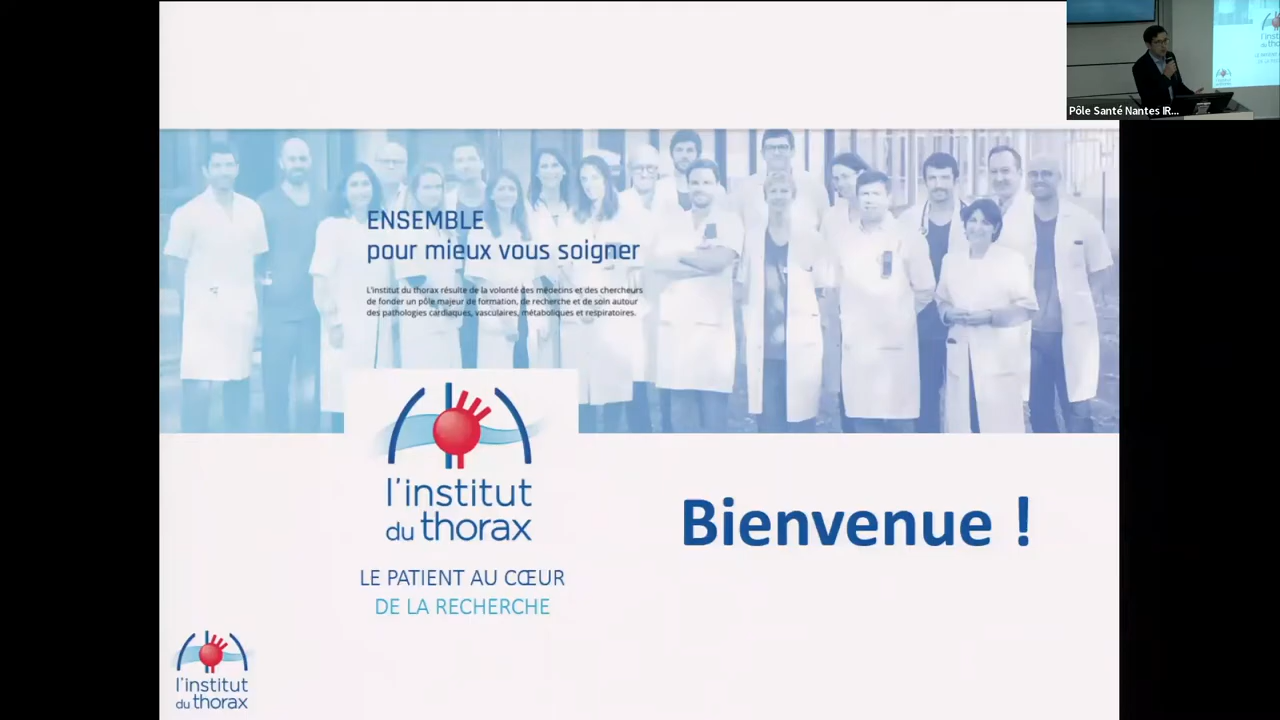 Pôle Santé Nantes IR...
ENSEMBLE
pour mieux vous soigner
L'institut du thorax résulte de la volonté des médecins et des chercheurs
de fonder un pôle majeur de formation, de recherche et de soin autour
des pathologies cardiaques, vasculaires, métaboliques et respiratoires.
l'institut
du thorax
LE PATIENT AU CŒUR
DE LA RECHERCHE
Bienvenue !
l'institut
du thorax